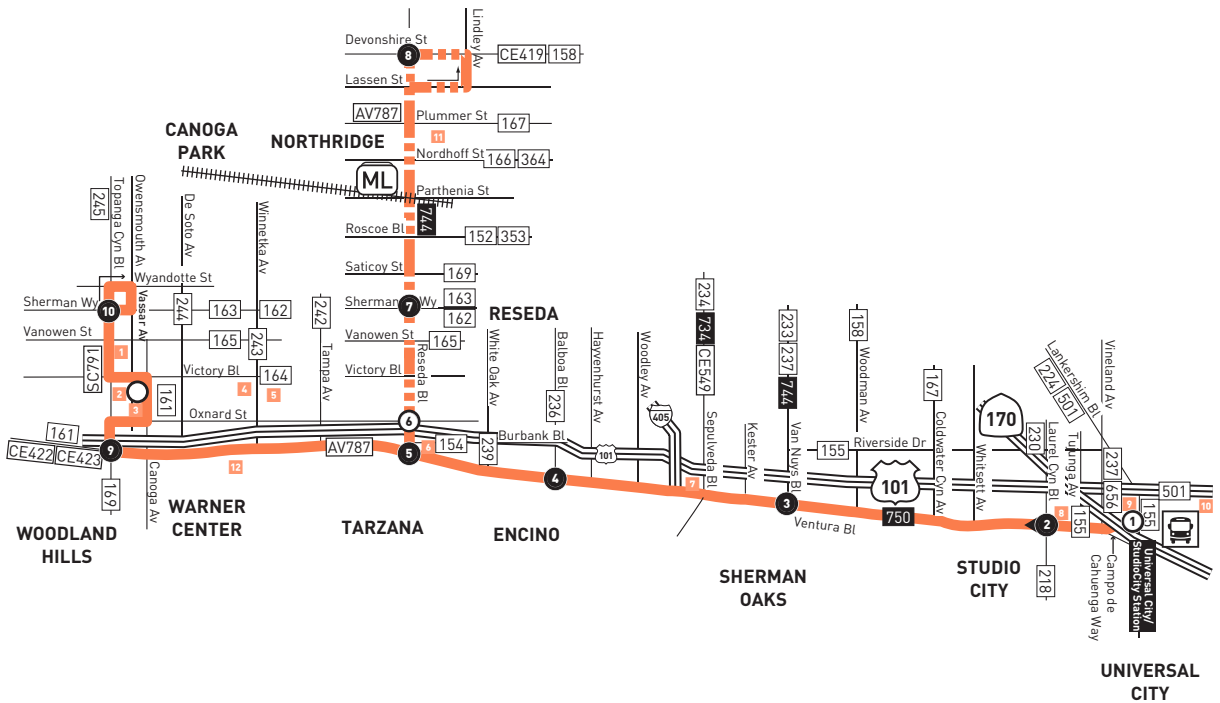 Devonshire St
8
Lindley Av
CE419
158
Lassen St
AV787
Plummer St
167
11
CANOGA
PARK
NORTHRIDGE
Nordhoff St
166
364
ML
Parthenia St
744
Roscoe Bl
152
353
Saticoy St
169
Sherman Wy
7
163
162
RESEDA
Vanowen St
165
Reseda Bl
Victory Bl
245
Topanga Cyn Bl
Owensmouth Av
De Soto Av
Winnetka Av
Wyandotte St
Sherman Wy
10
Vassar Av
244
163
162
242
Vanowen St
165
243
1
SC791
Victory Bl
164
4
5
2
3
161
Tampa Av
Oxnard St
6
161
CE422
CE423
9
169
Canoga Av
12
AV787
5
6
154
White Oak Av
239
Burbank Bl
Balboa Bl
236
4
Hayvenhurst Av
101
Woodley Av
405
7
234
734
CE549
Sepulveda Bl
Kester Av
233
237
744
Van Nuys Bl
3
158
Woodman Av
155
Riverside Dr
101
Ventura Bl
750
167
Coldwater Cyn Av
Whitsett Av
170
230
Laurel Cyn Bl
2
218
Tujunga Av
8
155
Lankershim Bl
224
501
Vineland Av
237
656
9
1
155
501
10
Universal City/
StudioCity Station
Campo de
Cahuenga Way
WOODLAND
HILLS
WARNER
CENTER
TARZANA
ENCINO
SHERMAN
OAKS
STUDIO
CITY
UNIVERSAL
CITY